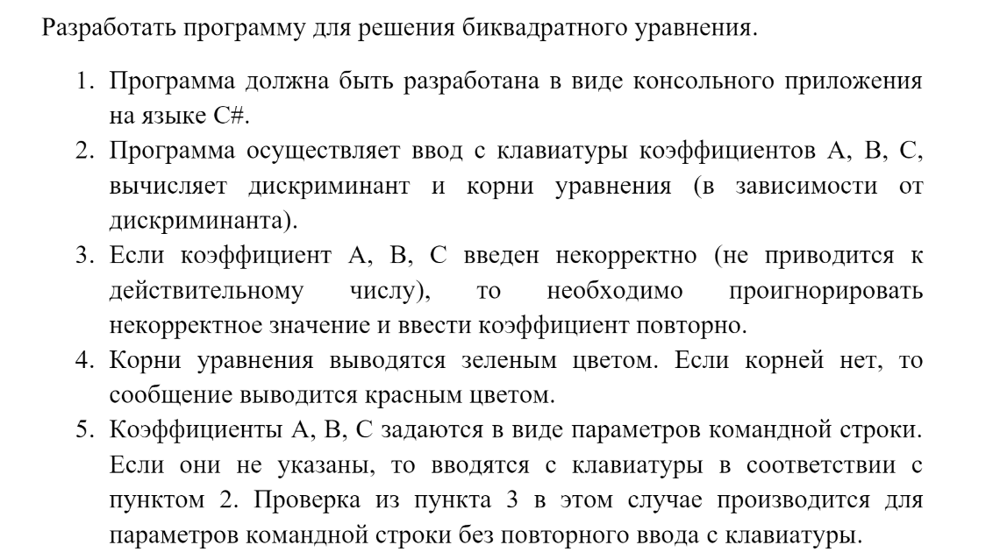 Разработать программу для решения биквадратного уравнения.
1. Программа должна быть разработана в виде консольного приложения
на языке C#.
2. Программа осуществляет ввод с клавиатуры коэффициентов A, B, C,
вычисляет дискриминант и корни уравнения (в зависимости от
дискриминанта).
3. Если коэффициент A, B, C введен некорректно (не приводится к
действительному числу), то необходимо проигнорировать
некорректное значение и ввести коэффициент повторно.
4. Корни уравнения выводятся зеленым цветом. Если корней нет, то
сообщение выводится красным цветом.
5. Коэффициенты A, B, C задаются в виде параметров командной строки.
Если они не указаны, то вводятся с клавиатуры в соответствии с
пунктом 2. Проверка из пункта 3 в этом случае производится для
параметров командной строки без повторного ввода с клавиатуры.